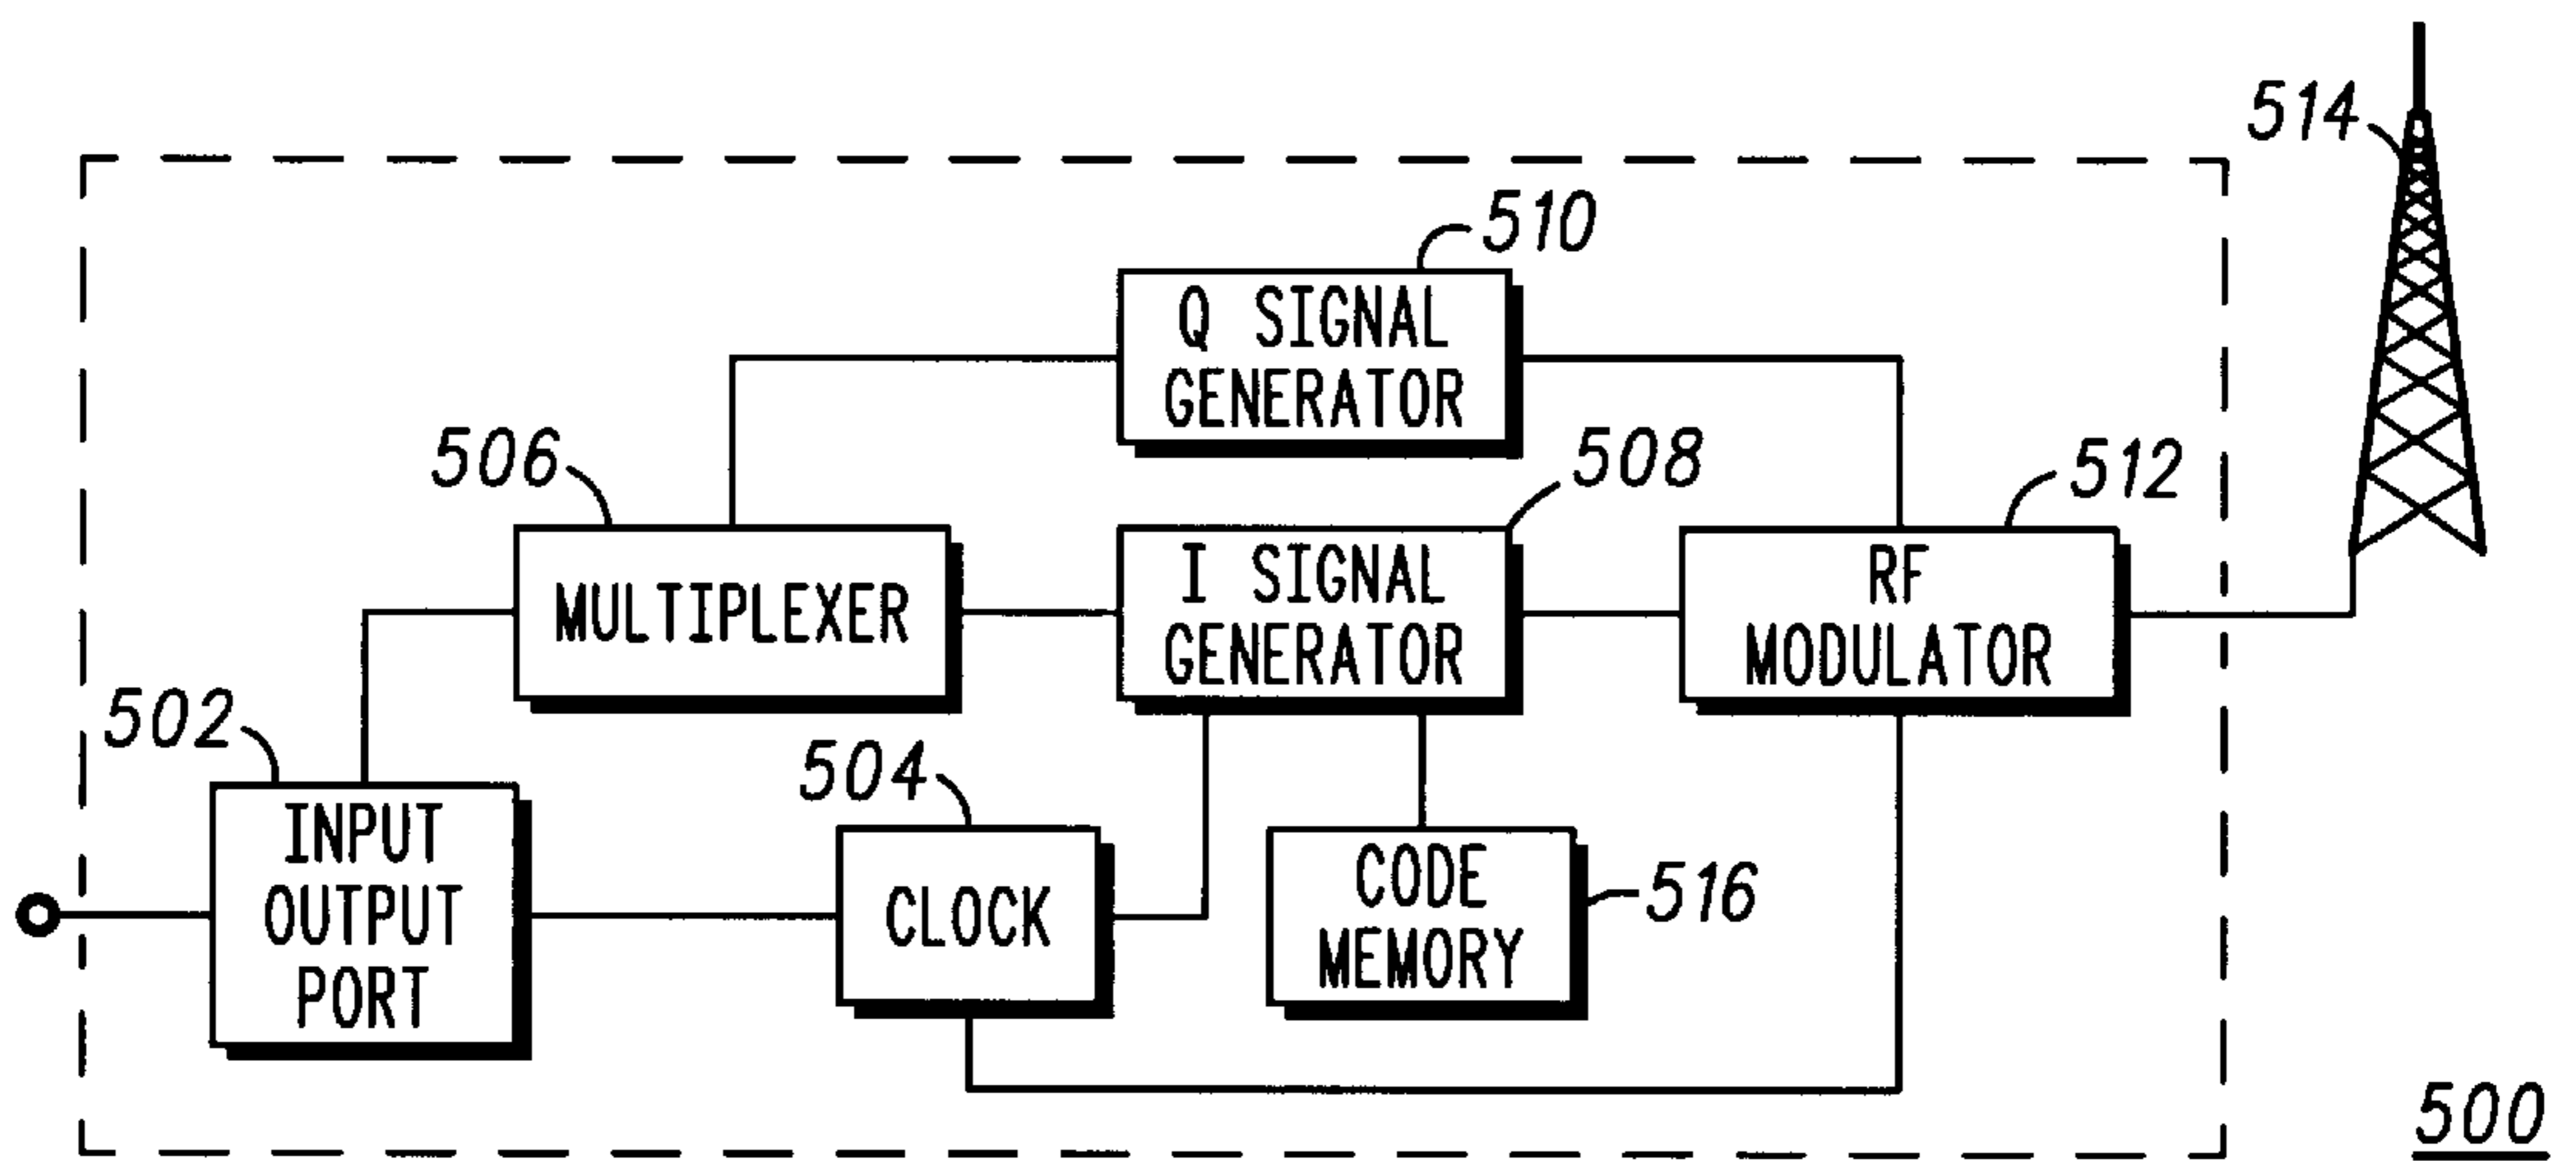 514
510
Q SIGNAL
GENERATOR
506
508
512
MULTIPLEXER
I SIGNAL
GENERATOR
RF
MODULATOR
502
504
INPUT
OUTPUT
PORT
CLOCK
CODE
MEMORY
516
500